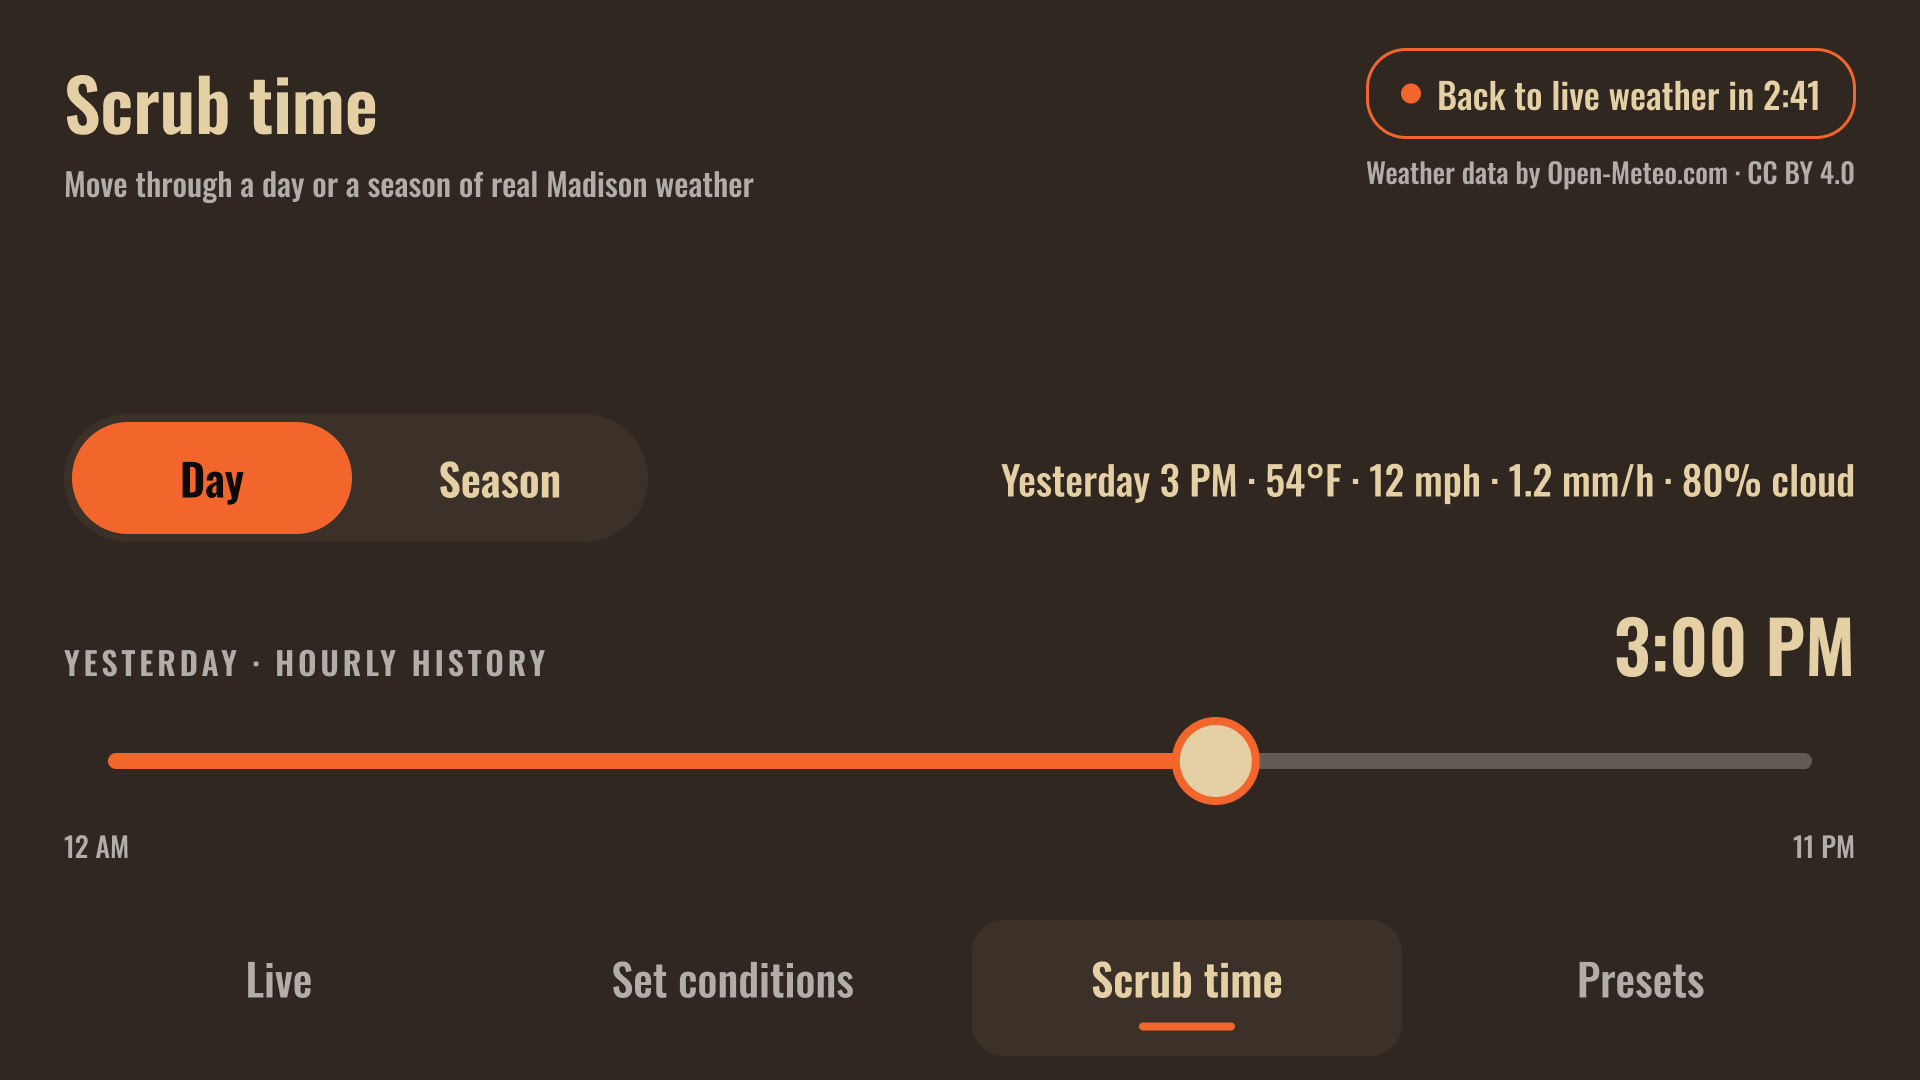 Scrub time
Back to live weather in 2:41
Move through a day or a season of real Madison weather
Weather data by Open-Meteo.com · CC BY 4.0
Day
Season
Yesterday 3 PM · 54°F · 12 mph · 1.2 mm/h · 80% cloud
YESTERDAY · HOURLY HISTORY
3:00 PM
12 AM
11 PM
Live
Set conditions
Scrub time
Presets